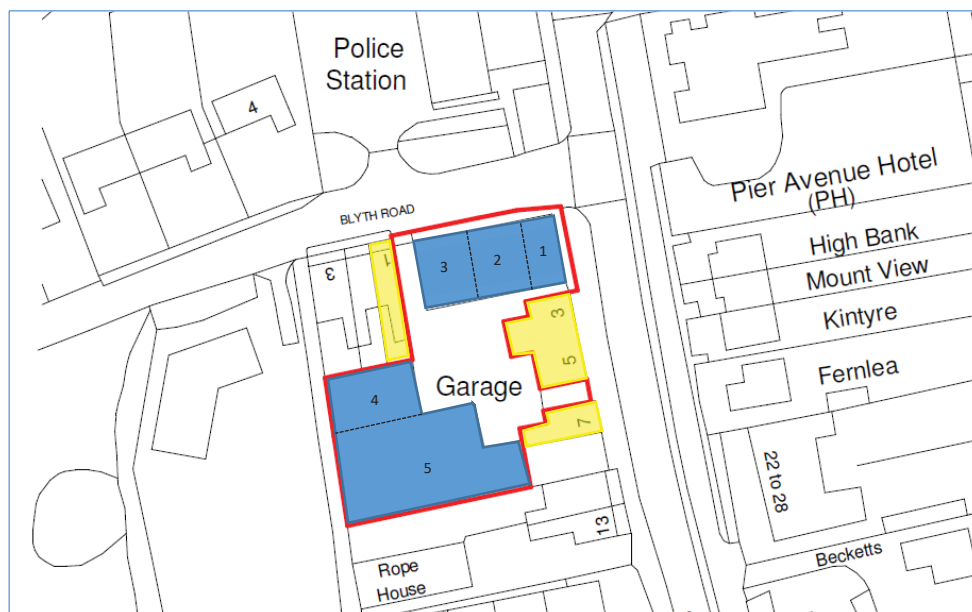 Police
Station
4
Pier Avenue Hotel
(PH)
BLYTH ROAD
High Bank
Mount View
Kintyre
Fernlea
3
1
3
2
1
3
5
7
Garage
4
5
22 to 28
13
Rope
House
Becketts